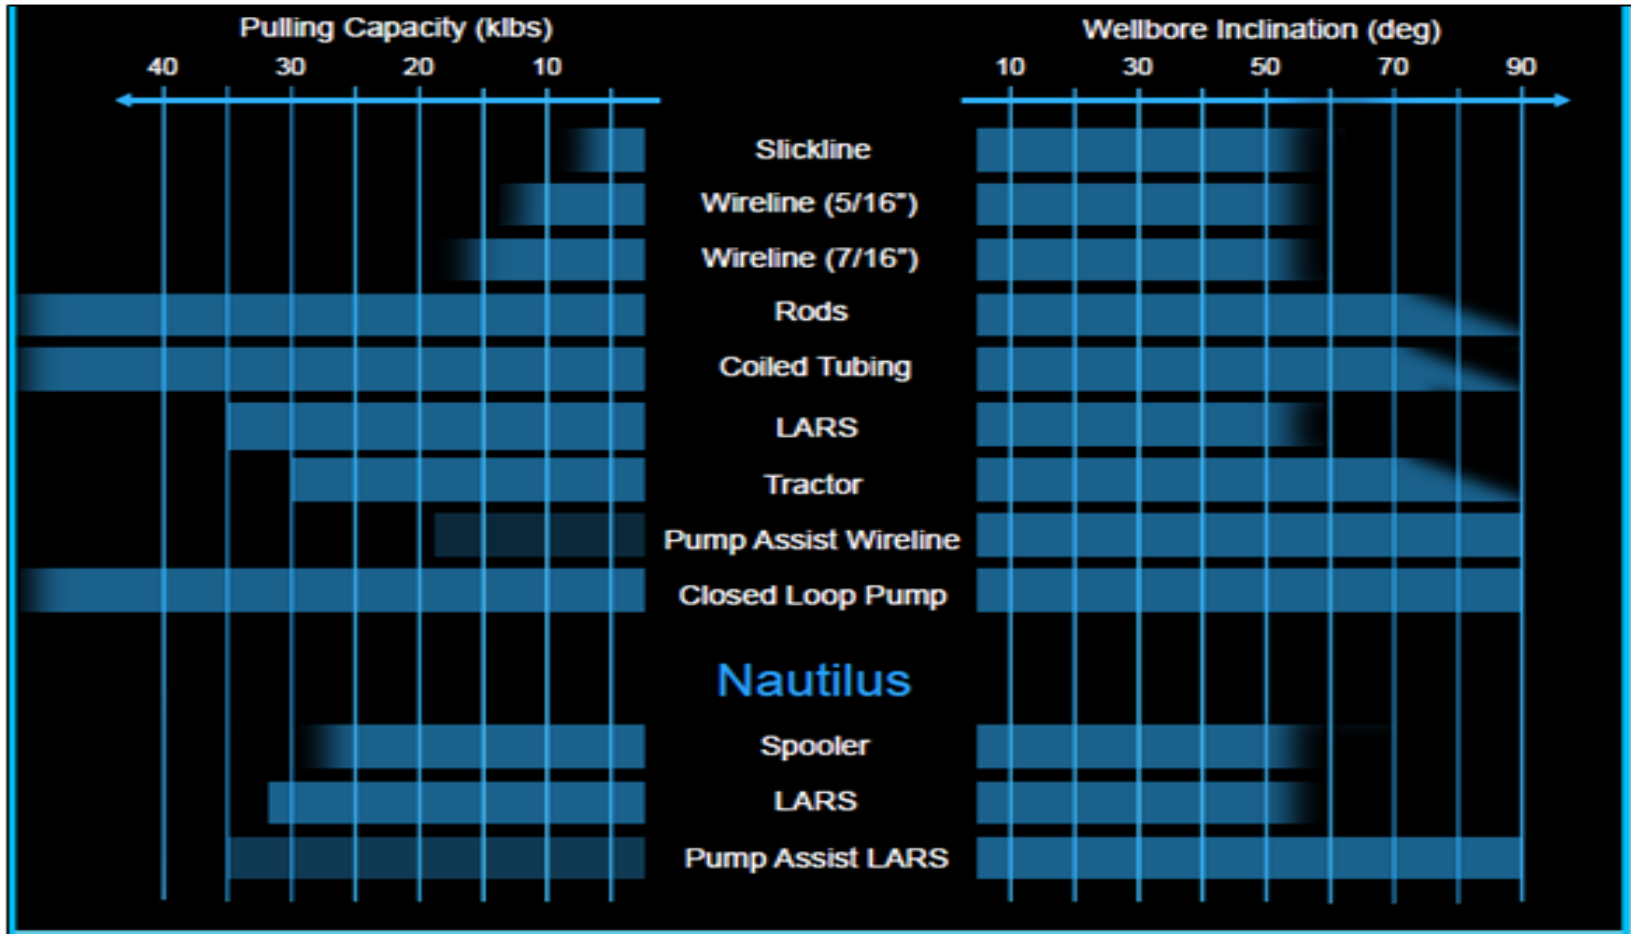 Pulling Capacity (klbs)
Wellbore Inclination (deg)
40 30 20 10
10 30 50 70 90
Slickline
Wireline (5/16")
Wireline (7/16")
Rods
Coiled Tubing
LARS
Tractor
Pump Assist Wireline
Closed Loop Pump
Nautilus
Spooler
LARS
Pump Assist LARS